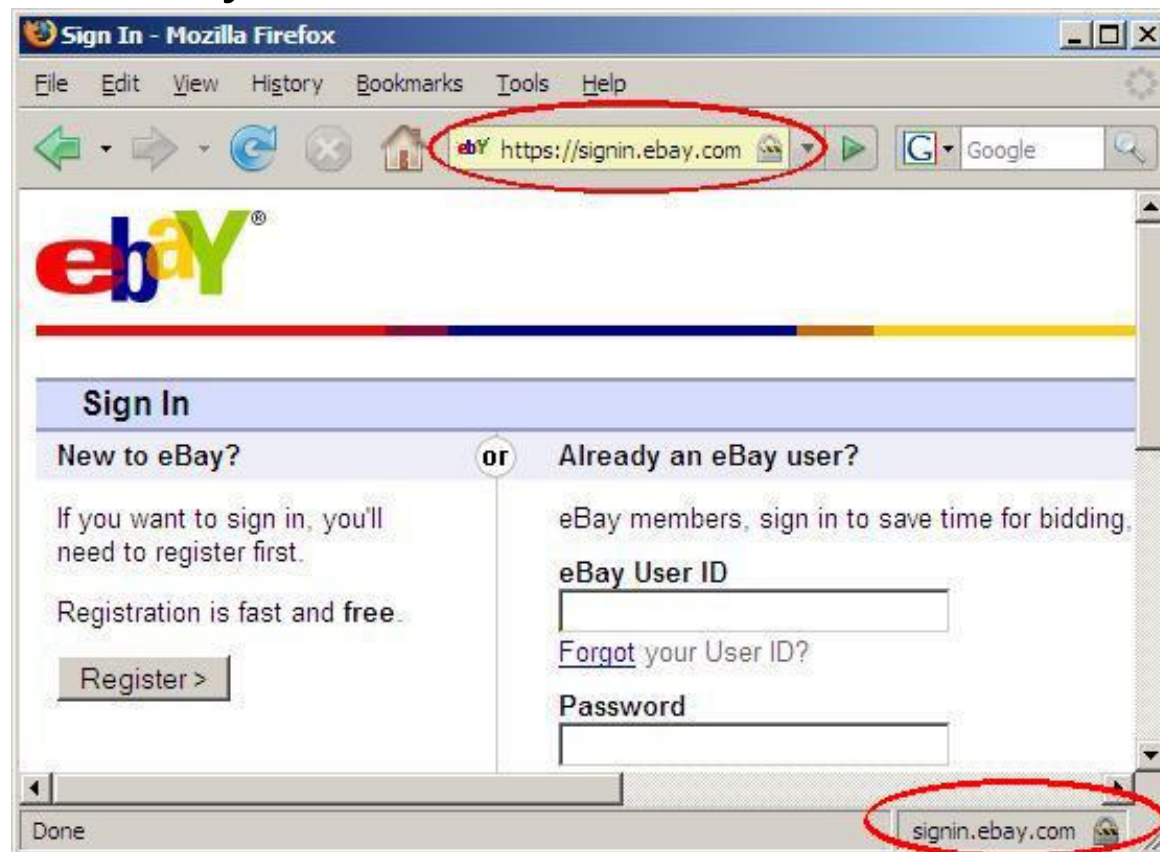 Sign In - Mozilla Firefox
File Edit View History Bookmarks Tools Help
ebY https://signin.ebay.com G Google
ebaY®
Sign In
New to eBay? or Already an eBay user?
If you want to sign in, you'll
need to register first.
Registration is fast and free.
Register >
eBay members, sign in to save time for bidding,
eBay User ID
Forgot your User ID?
Password
Done signin.ebay.com